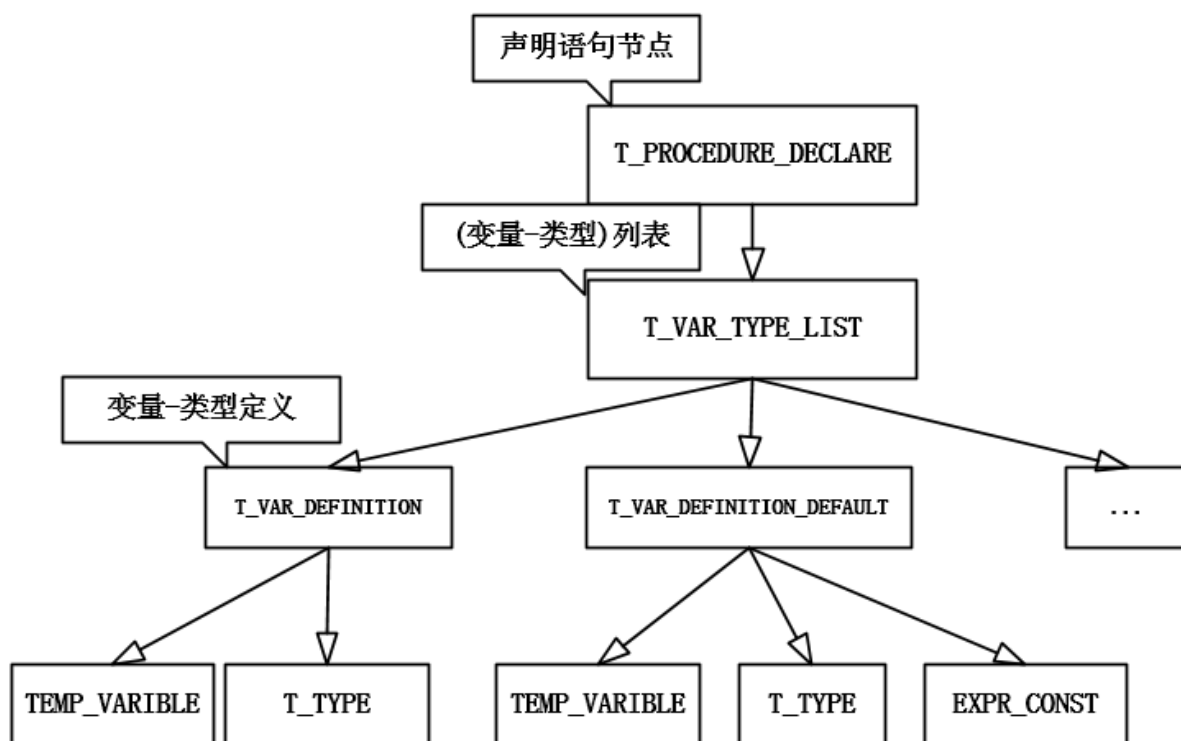 声明语句节点
T_PROCEDURE_DECLARE
(变量-类型)列表
T_VAR_TYPE_LIST
变量-类型定义
T_VAR_DEFINITION
T_VAR_DEFINITION_DEFAULT
...
TEMP_VARIBLE
T_TYPE
TEMP_VARIBLE
T_TYPE
EXPR_CONST